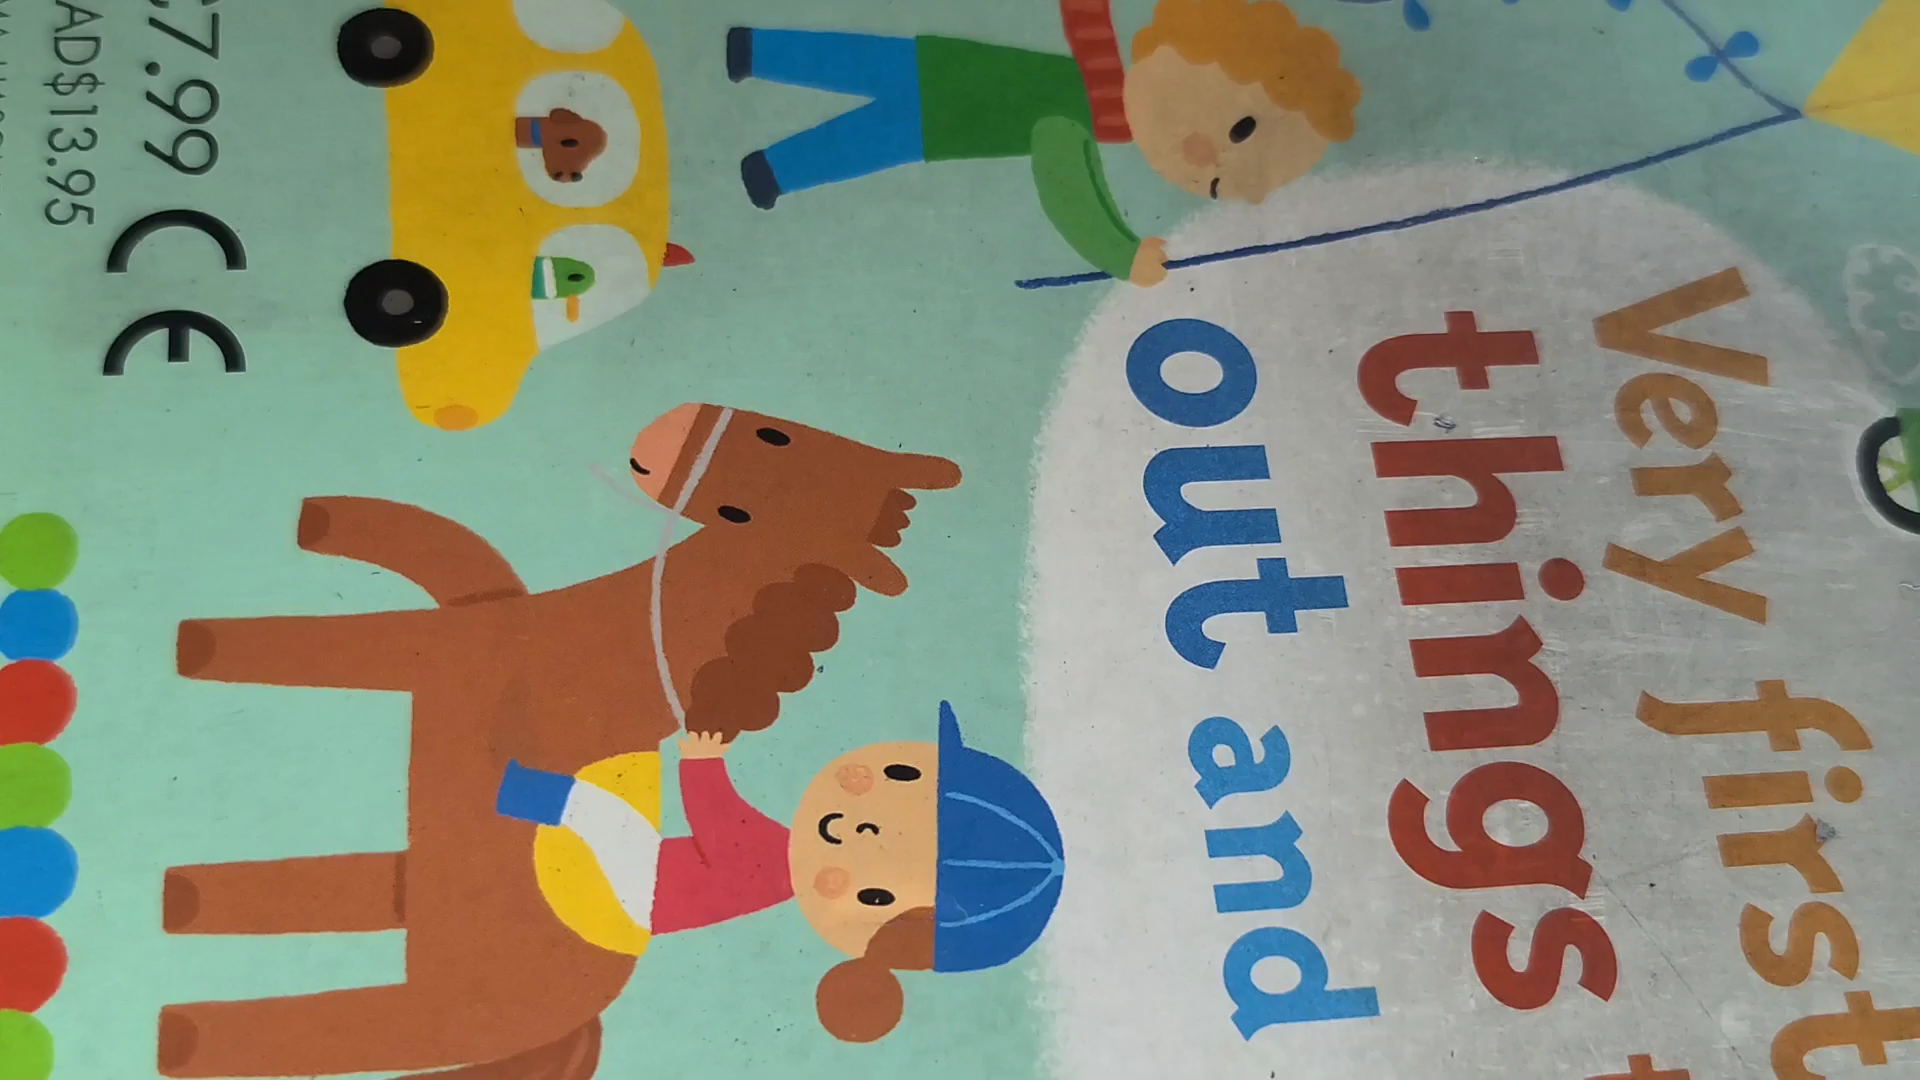 Very first
things
out and
7.99 CE
AD$13.95